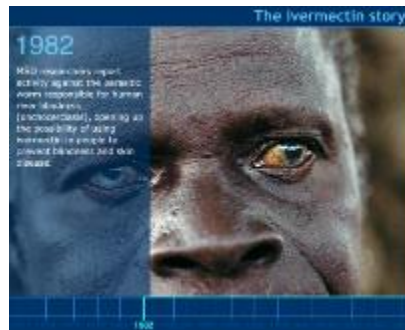 The ivermectin story
1982
MSD researchers report
activity against the parasitic
worm responsible for human
river blindness
(onchocerciasis), opening up
the possibility of using
ivermectin in people to
prevent blindness and skin
disease.
1982